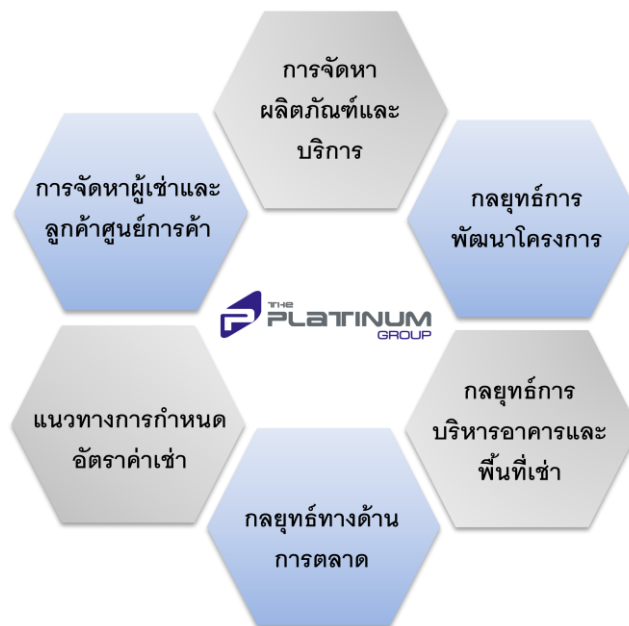 การจัดหา
ผลิตภัณฑ์และ
บริการ
การจัดหาผู้เช่าและ
ลูกค้าศูนย์การค้า
กลยุทธ์การ
พัฒนาโครงการ
THE
PLATINUM
GROUP
แนวทางการกำหนด
อัตราค่าเช่า
กลยุทธ์การ
บริหารอาคารและ
พื้นที่เช่า
กลยุทธ์ทางด้าน
การตลาด